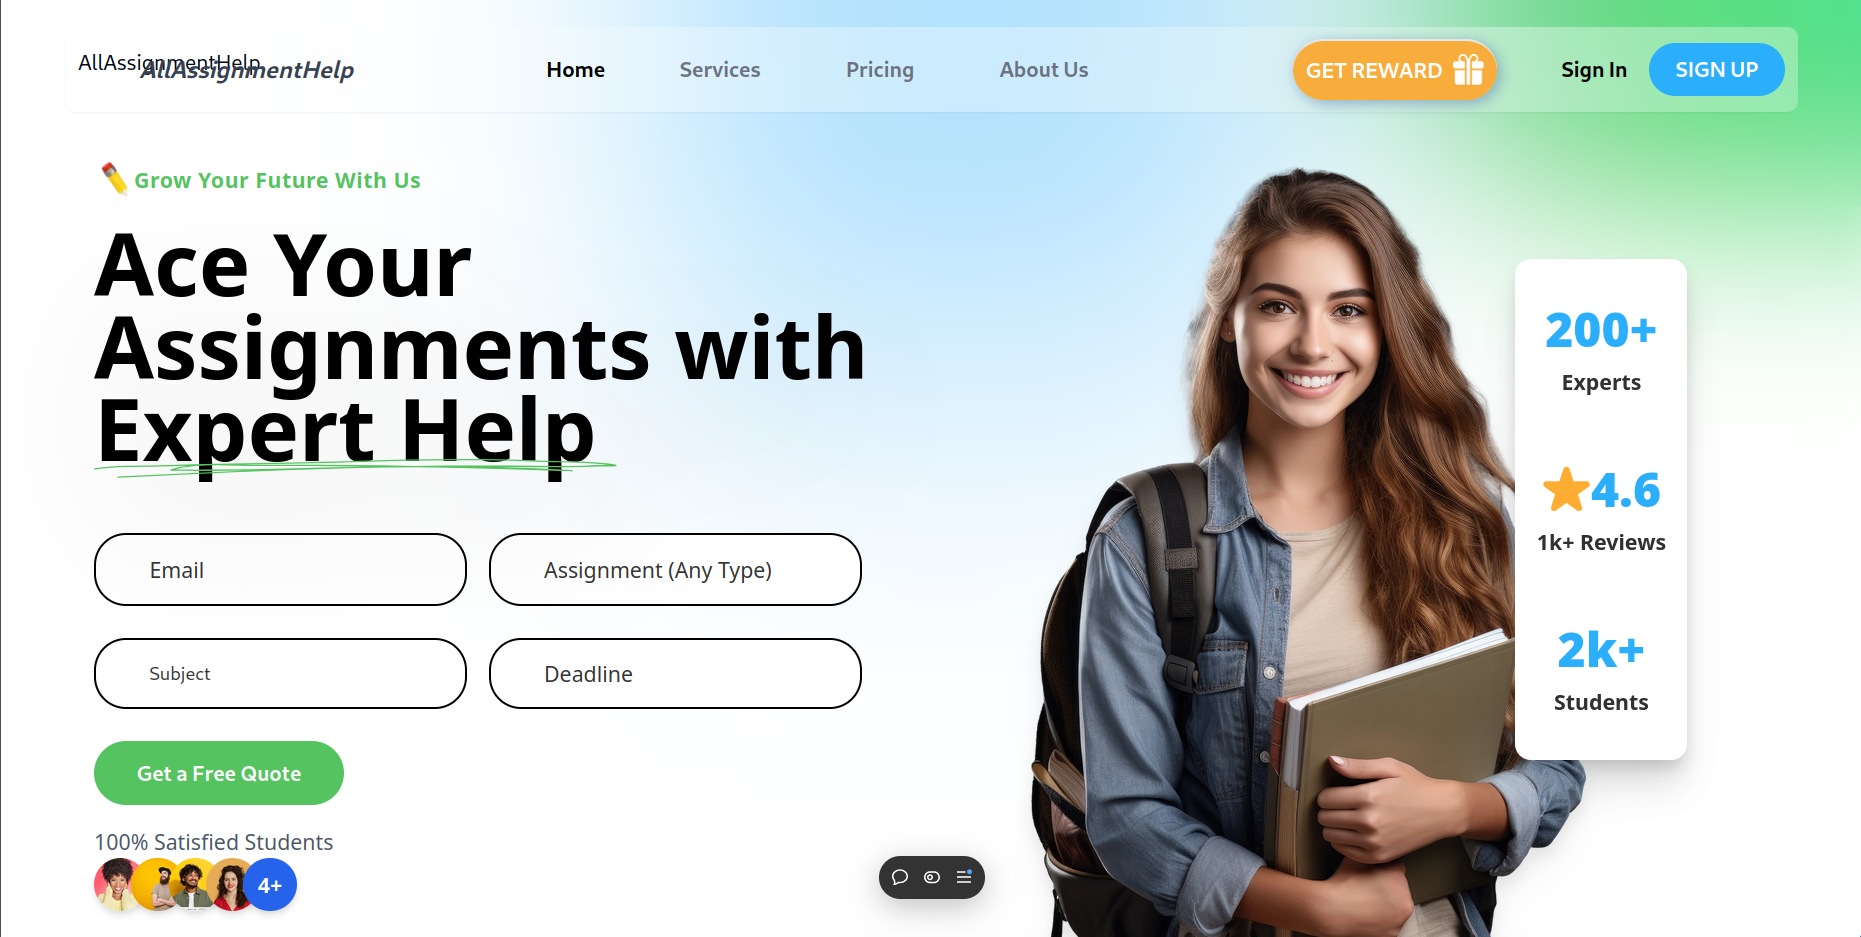 AllAssignmentHelp
AllAssignmentHelp
Home
Services
Pricing
About Us
GET REWARD
Sign In
SIGN UP
Grow Your Future With Us
Ace Your
Assignments with
Expert Help
Email
Assignment (Any Type)
Subject
Deadline
Get a Free Quote
100% Satisfied Students
4+
200+
Experts
4.6
1k+ Reviews
2k+
Students